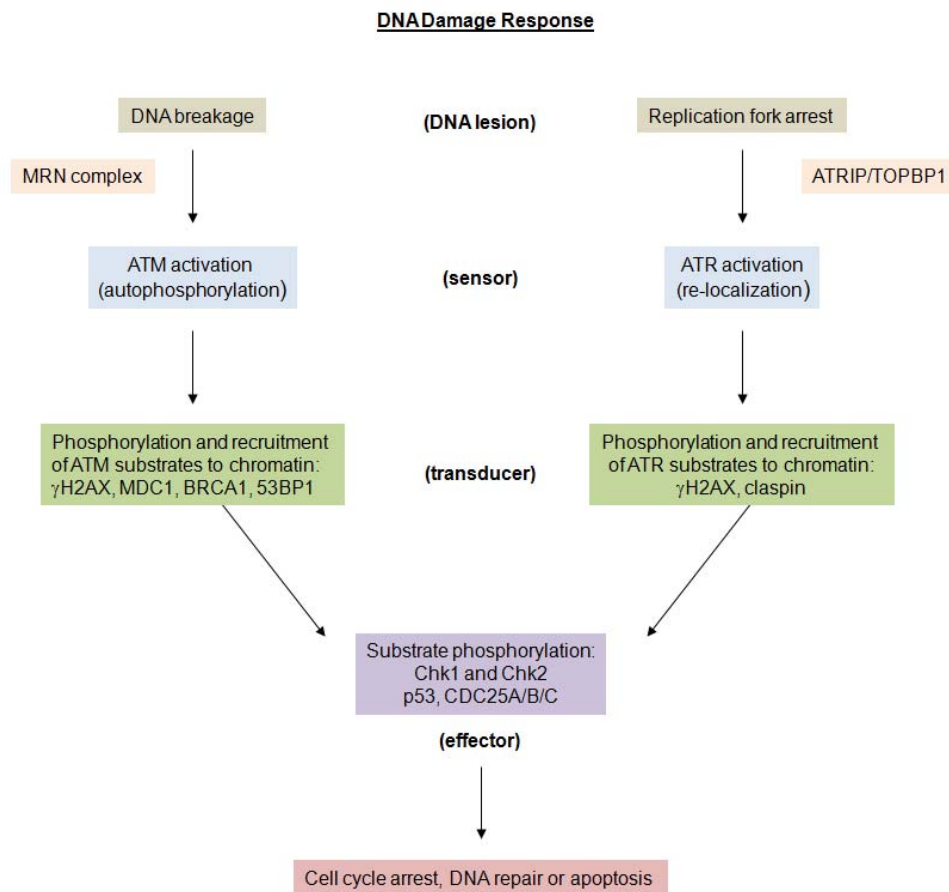 DNA Damage Response
DNA breakage
(DNA lesion)
Replication fork arrest
MRN complex
ATRIP/TOPBP1
ATM activation
(autophosphorylation)
(sensor)
ATR activation
(re-localization)
Phosphorylation and recruitment
of ATM substrates to chromatin:
γH2AX, MDC1, BRCA1, 53BP1
(transducer)
Phosphorylation and recruitment
of ATR substrates to chromatin:
γH2AX, claspin
Substrate phosphorylation:
Chk1 and Chk2
p53, CDC25A/B/C
(effector)
Cell cycle arrest, DNA repair or apoptosis